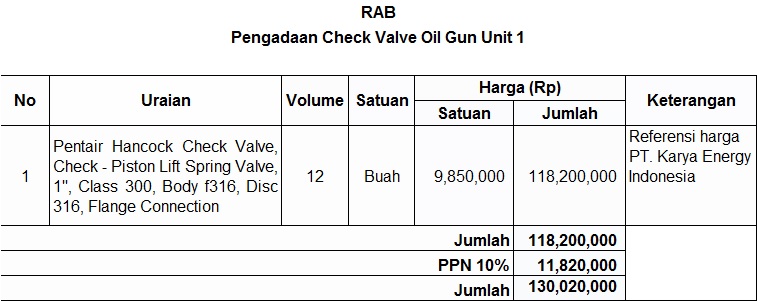 RAB
Pengadaan Check Valve Oil Gun Unit 1
No Uraian Volume Satuan Harga (Rp) Keterangan
Satuan Jumlah
1 Pentair Hancock Check Valve, 12 Buah 9,850,000 118,200,000 Referensi harga
Check - Piston Lift Spring Valve, PT. Karya Energy
1", Class 300, Body f316, Disc Indonesia
316, Flange Connection
Jumlah 118,200,000
PPN 10% 11,820,000
Jumlah 130,020,000